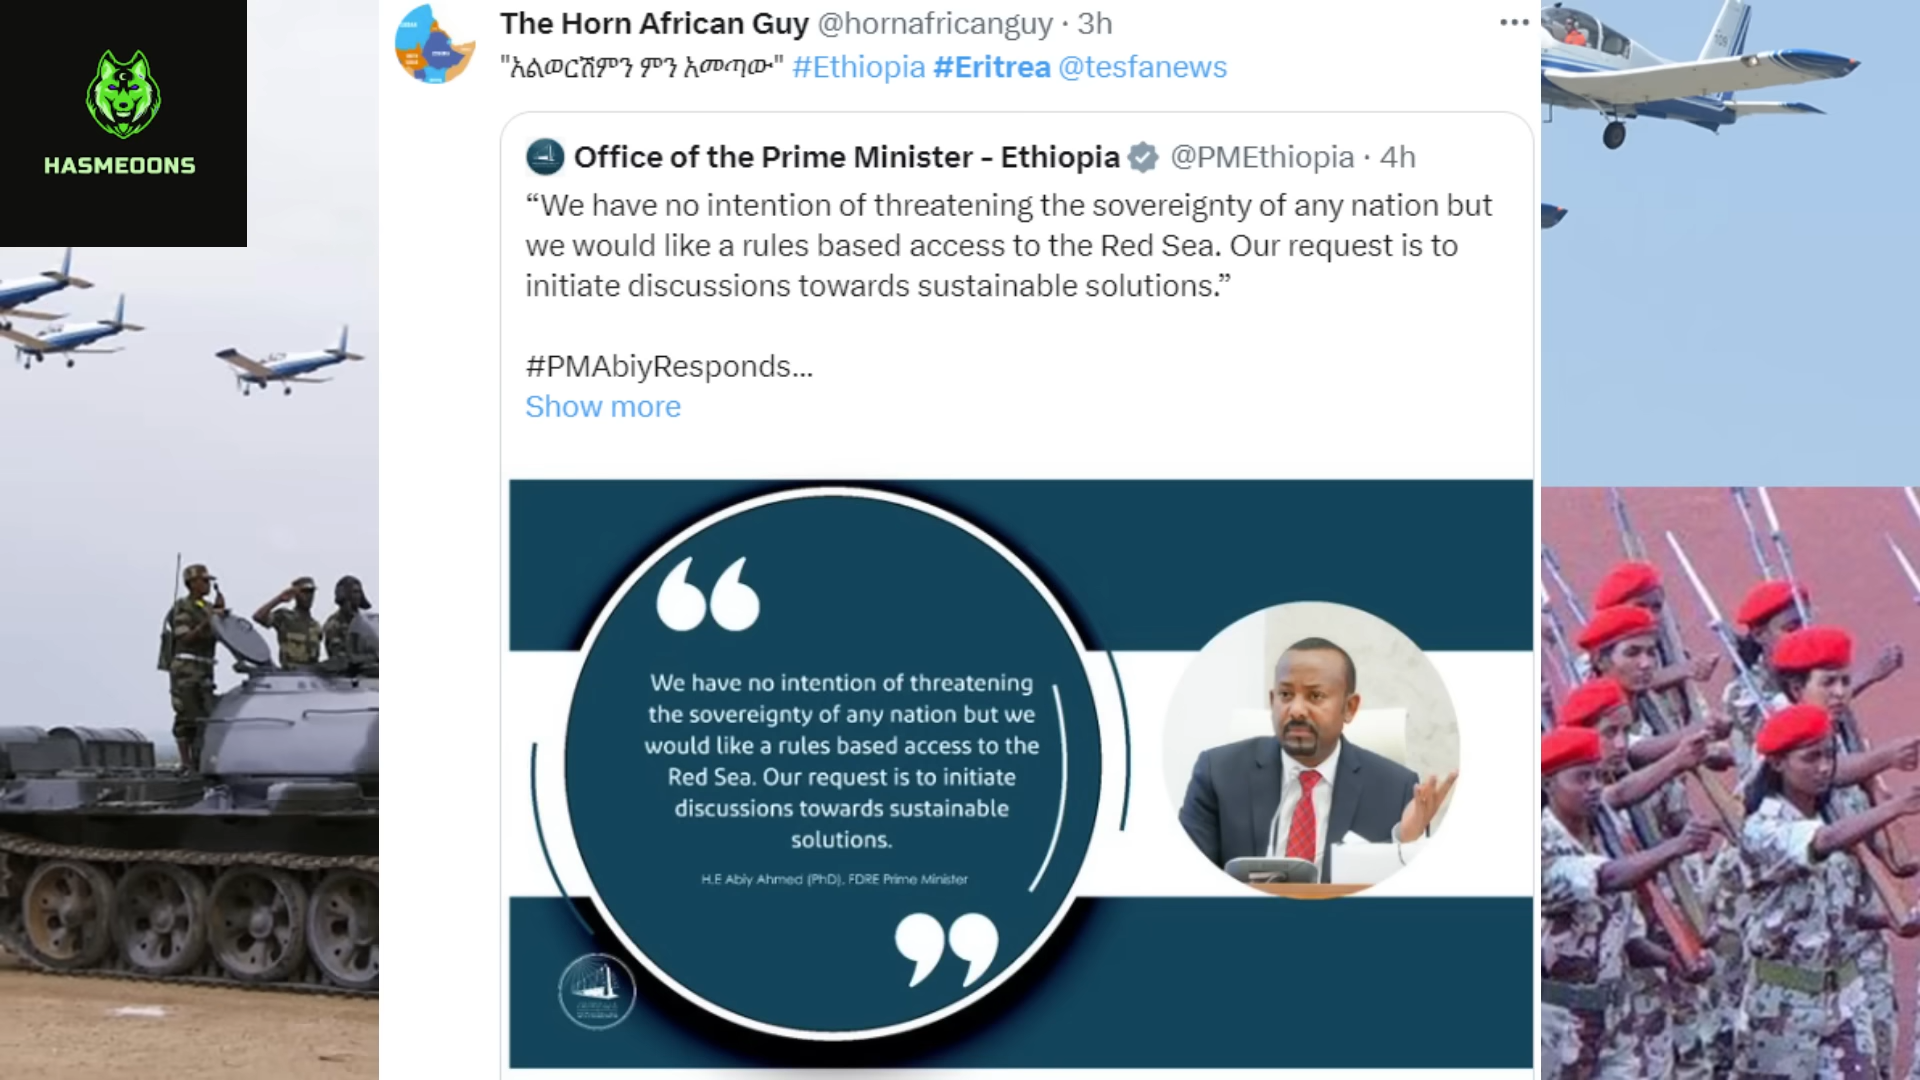 HASMEOONS
The Horn African Guy @hornafricanguy · 3h
"አልወርሽምን ምን አመጣው" #Ethiopia #Eritrea @tesfanews
Office of the Prime Minister - Ethiopia @PMEthiopia · 4h
“We have no intention of threatening the sovereignty of any nation but
we would like a rules based access to the Red Sea. Our request is to
initiate discussions towards sustainable solutions.”
#PMAbiyResponds...
Show more
We have no intention of threatening
the sovereignty of any nation but we
would like a rules based access to the
Red Sea. Our request is to initiate
discussions towards sustainable
solutions.
H.E Abiy Ahmed (PhD), FDRE Prime Minister